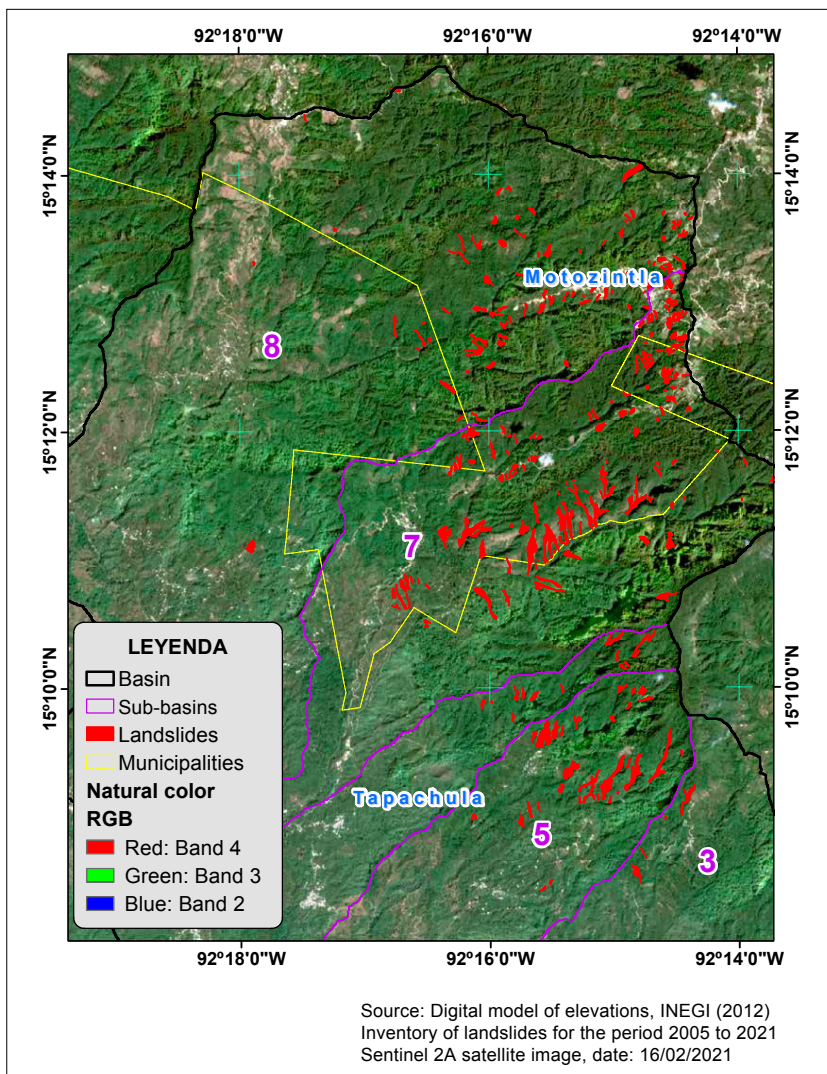 92°18'0"W 92°16'0"W 92°14'0"W
15°14'0"N 15°14'0"N
Motozintla
8
15°12'0"N 15°12'0"N
7
LEYENDA
Basin
Sub-basins
Landslides
Municipalities
Natural color
RGB
Red: Band 4
Green: Band 3
Blue: Band 2
15°10'0"N 15°10'0"N
Tapachula
5
3
92°18'0"W 92°16'0"W 92°14'0"W
Source: Digital model of elevations, INEGI (2012)
Inventory of landslides for the period 2005 to 2021
Sentinel 2A satellite image, date: 16/02/2021